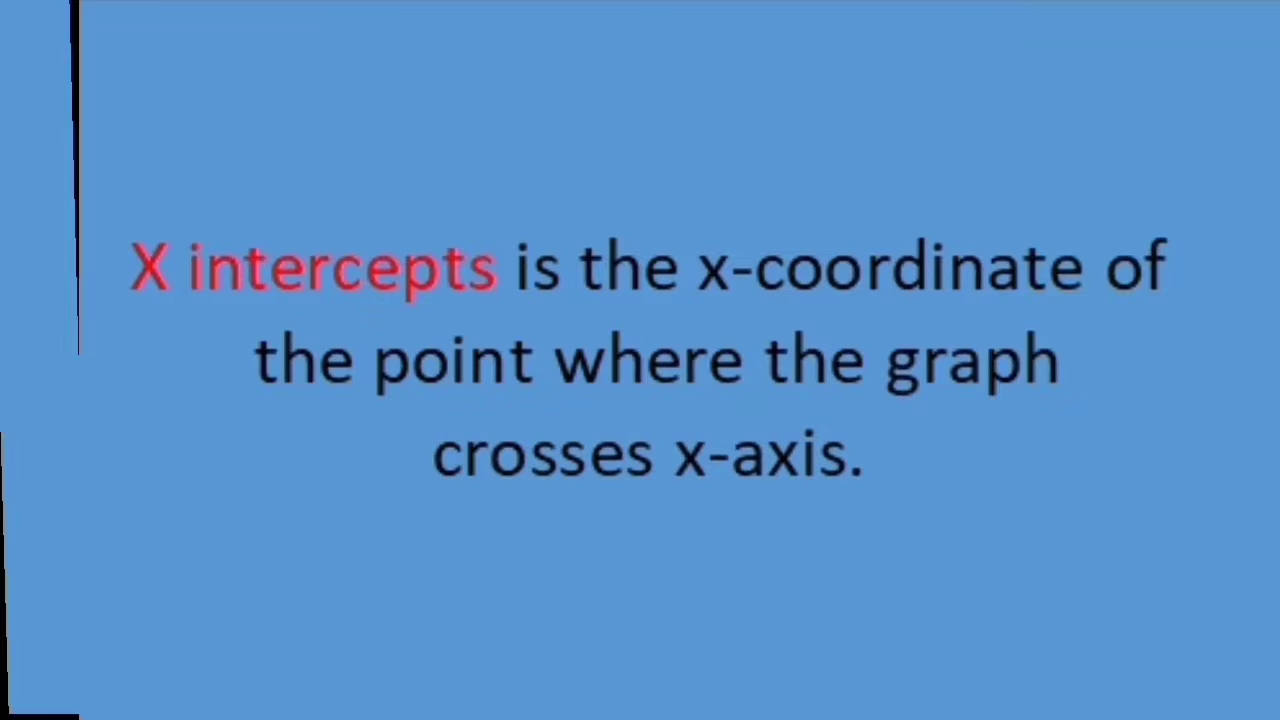 X intercepts is the x-coordinate of
the point where the graph
crosses x-axis.